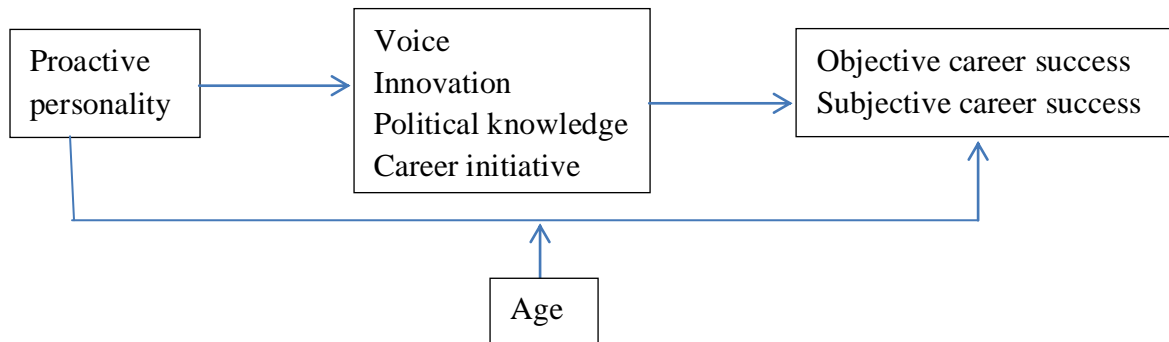 Proactive
personality
Voice
Innovation
Political knowledge
Career initiative
Objective career success
Subjective career success
Age